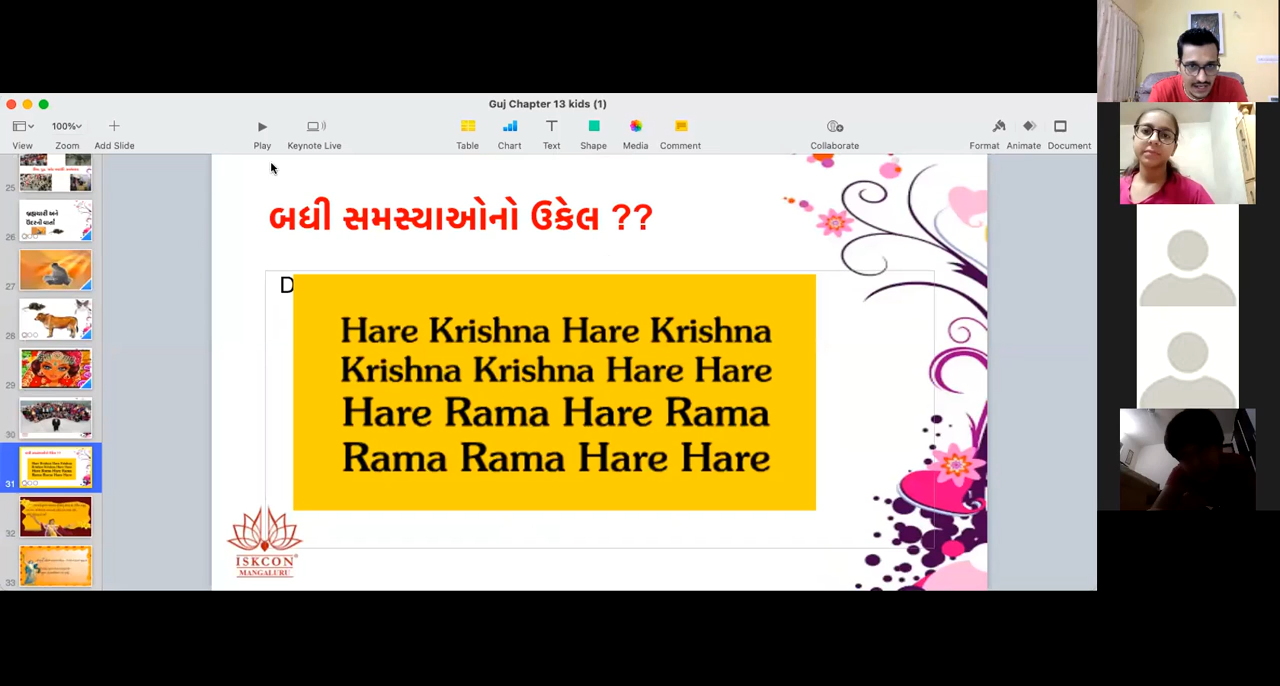 Guj Chapter 13 kids (1)
100%
View
Zoom
Add Slide
Play
Keynote Live
Table
Chart
Text
Shape
Media
Comment
Collaborate
Format
Animate
Document
25
26
27
28
29
30
31
32
33
બધી સમસ્યાઓનો ઉકેલ ??
D
Hare Krishna Hare Krishna
Krishna Krishna Hare Hare
Hare Rama Hare Rama
Rama Rama Hare Hare
ISKCON®
MANGALURU